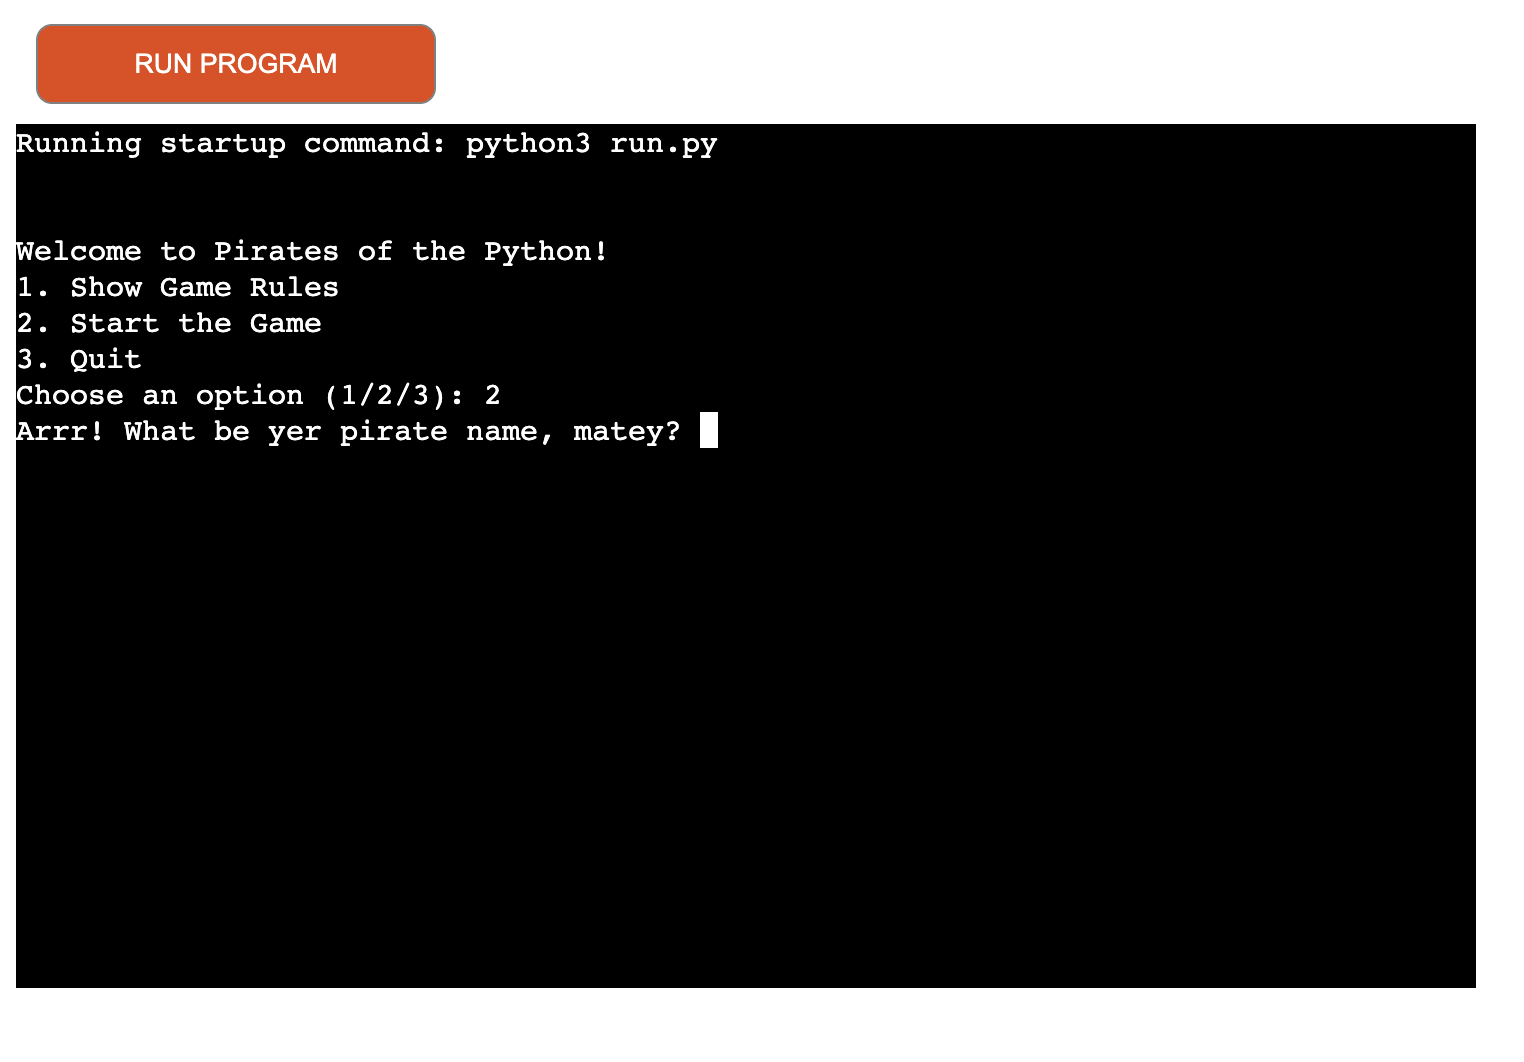 RUN PROGRAM
Running startup command: python3 run.py
Welcome to Pirates of the Python!
1. Show Game Rules
2. Start the Game
3. Quit
Choose an option (1/2/3): 2
Arrr! What be yer pirate name, matey?